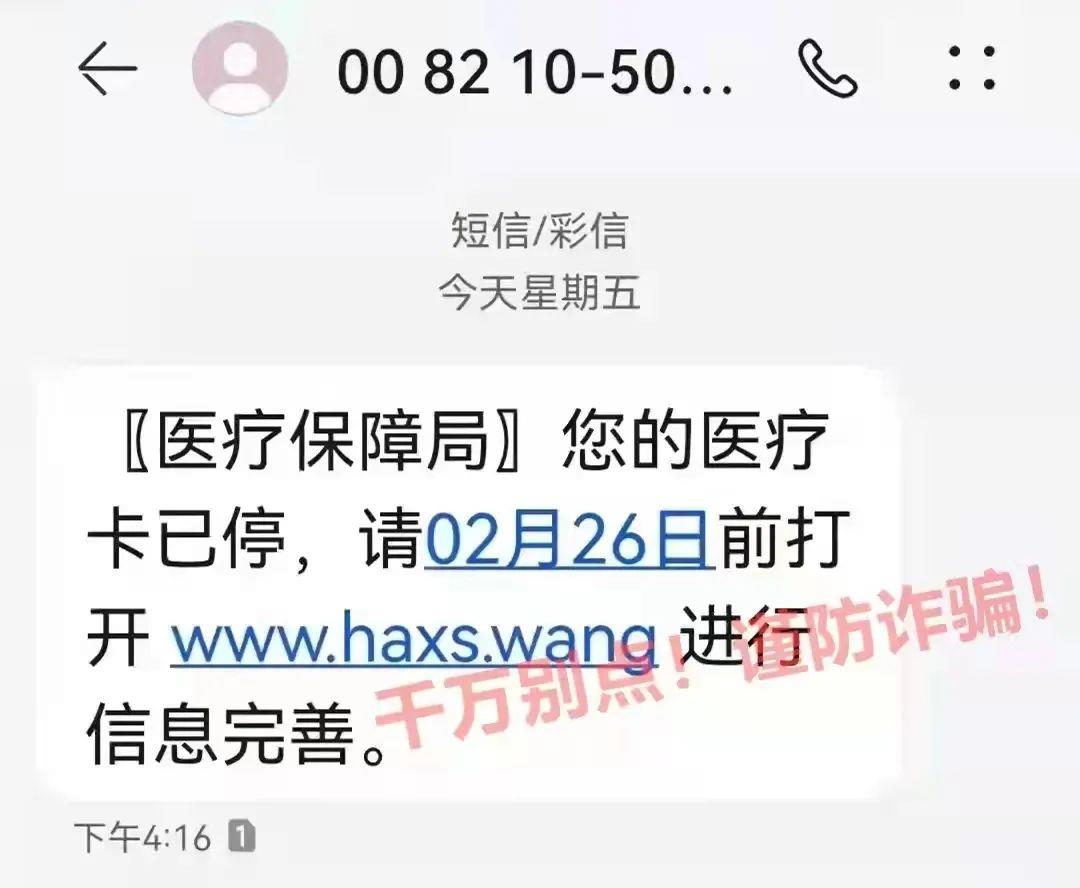 00 82 10-50...
短信/彩信
今天星期五
〖医疗保障局〗您的医疗
卡已停，请02月26日前打
开 www.haxs.wang 进行
信息完善。
千万别点！谨防诈骗！
下午4:16 1